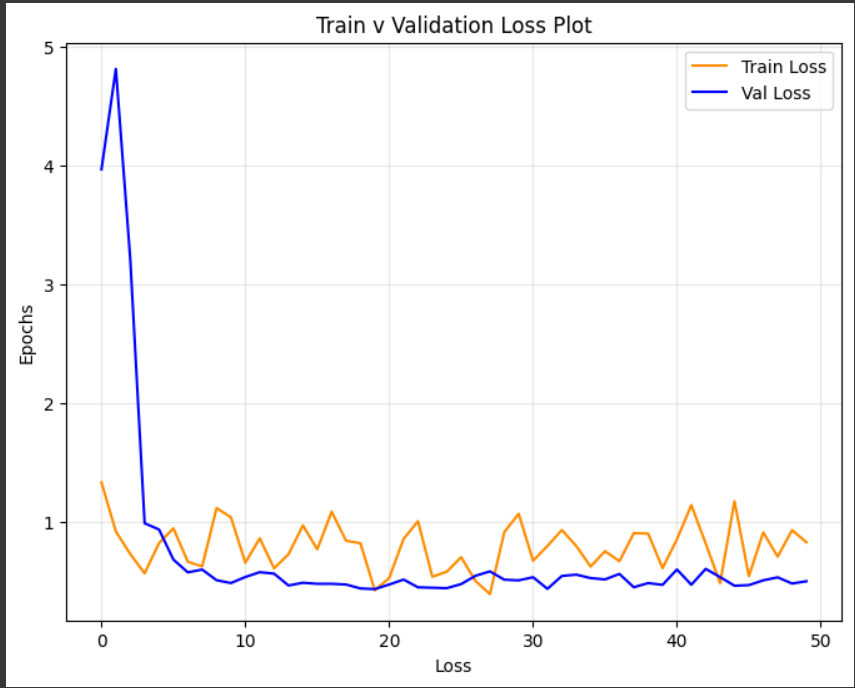 Train v Validation Loss Plot
Train Loss
Val Loss
5
4
3
2
1
Epochs
0 10 20 30 40 50
Loss